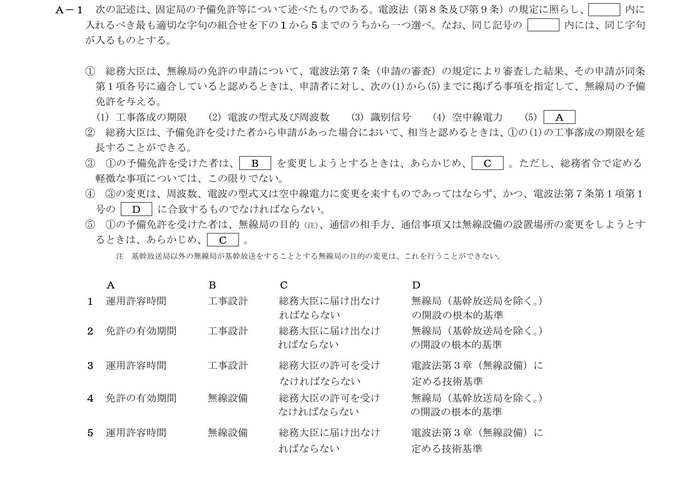 A－1 次の記述は、固定局の予備免許等について述べたものである。電波法（第８条及び第９条）の規定に照らし、 内に
入れるべき最も適切な字句の組合せを下の１から５までのうちから一つ選べ。なお、同じ記号の 内には、同じ字句
が入るものとする。
① 総務大臣は、無線局の免許の申請について、電波法第７条（申請の審査）の規定により審査した結果、その申請が同条
第１項各号に適合していると認めるときは、申請者に対し、次の(1)から(5)までに掲げる事項を指定して、無線局の予備
免許を与える。
(1) 工事落成の期限 (2) 電波の型式及び周波数 (3) 識別信号 (4) 空中線電力 (5) A
② 総務大臣は、予備免許を受けた者から申請があった場合において、相当と認めるときは、①の(1)の工事落成の期限を延
長することができる。
③ ①の予備免許を受けた者は、 B を変更しようとするときは、あらかじめ、 C 。ただし、総務省令で定める
軽微な事項については、この限りでない。
④ ③の変更は、周波数、電波の型式又は空中線電力に変更を来すものであってはならず、かつ、電波法第７条第１項第１
号の D に合致するものでなければならない。
⑤ ①の予備免許を受けた者は、無線局の目的（注）、通信の相手方、通信事項又は無線設備の設置場所の変更をしようとす
るときは、あらかじめ、 C 。
注 基幹放送局以外の無線局が基幹放送をすることとする無線局の目的の変更は、これを行うことができない。
A B C D
1 運用許容時間 工事設計 総務大臣に届け出なけ 無線局（基幹放送局を除く。）
ればならない の開設の根本的基準
2 免許の有効期間 工事設計 総務大臣に届け出なけ 無線局（基幹放送局を除く。）
ればならない の開設の根本的基準
3 運用許容時間 工事設計 総務大臣の許可を受け 電波法第３章（無線設備）に
なければならない 定める技術基準
4 免許の有効期間 無線設備 総務大臣の許可を受け 無線局（基幹放送局を除く。）
なければならない の開設の根本的基準
5 運用許容時間 無線設備 総務大臣に届け出なけ 電波法第３章（無線設備）に
ればならない 定める技術基準